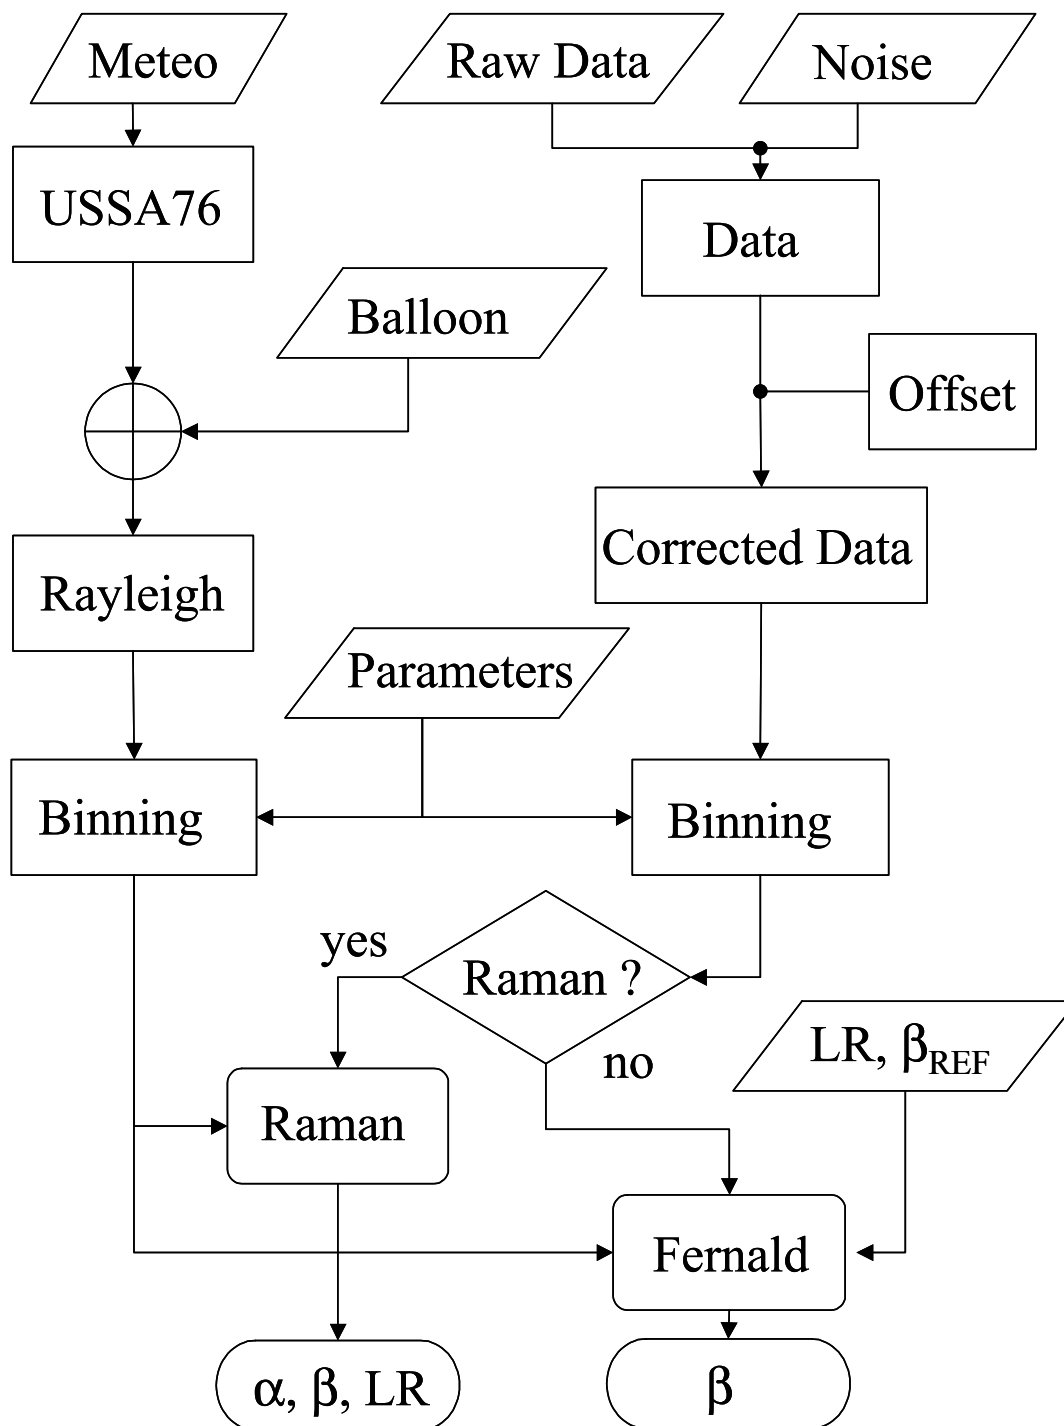 Meteo
Raw Data
Noise
USSA76
Data
Balloon
Offset
Corrected Data
Rayleigh
Parameters
Binning
Binning
yes
Raman ?
no
LR, βREF
Raman
Fernald
α, β, LR
β